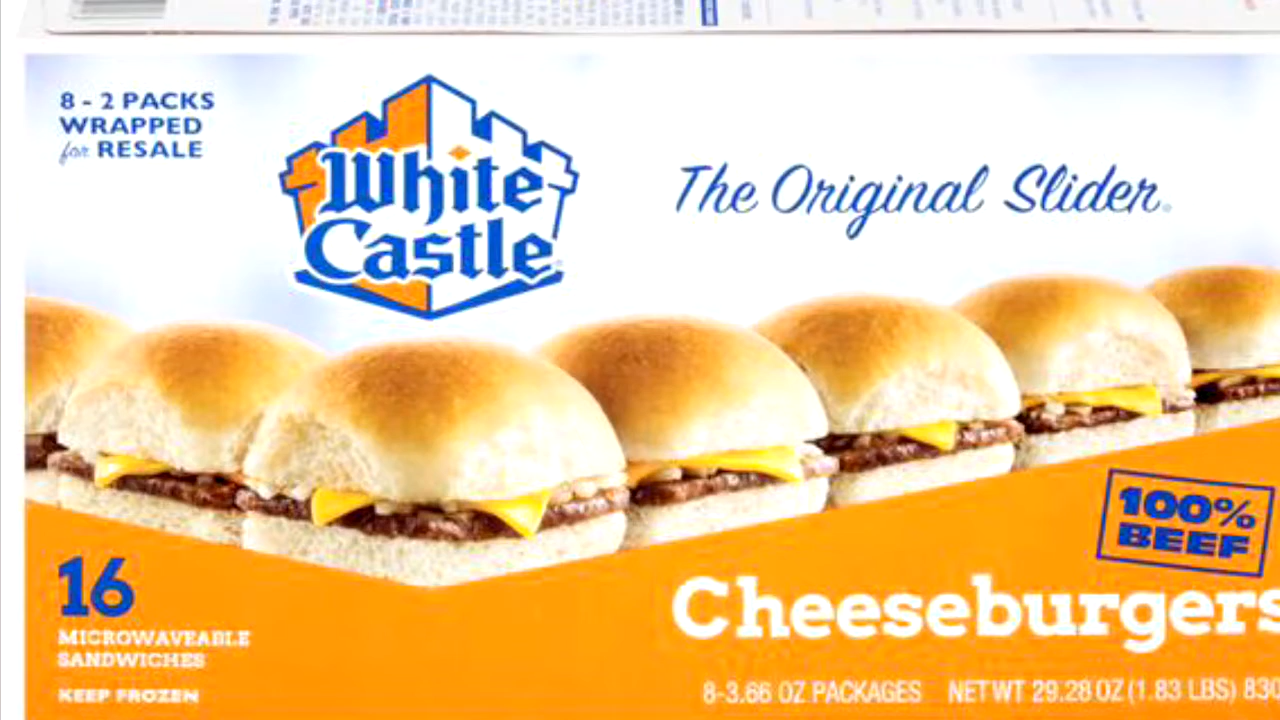 8 - 2 PACKS
WRAPPED
for RESALE
White
Castle
The Original Slider
100%
BEEF
16
MICROWAVEABLE
SANDWICHES
KEEP FROZEN
Cheeseburgers
8-3.66 OZ PACKAGES NET WT 29.28 OZ (1.83 LBS) 830